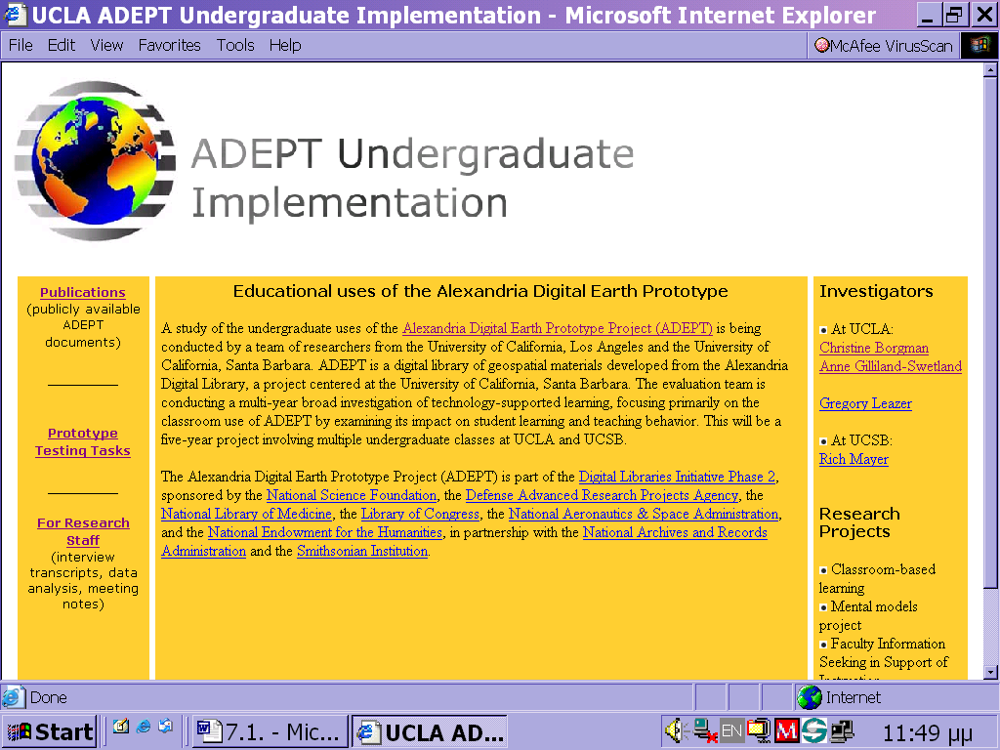 UCLA ADEPT Undergraduate Implementation - Microsoft Internet Explorer
File Edit View Favorites Tools Help
McAfee VirusScan
ADEPT Undergraduate
Implementation
Publications
(publicly available
ADEPT
documents)
Prototype
Testing Tasks
For Research
Staff
(interview
transcripts, data
analysis, meeting
notes)
Educational uses of the Alexandria Digital Earth Prototype
A study of the undergraduate uses of the Alexandria Digital Earth Prototype Project (ADEPT) is being
conducted by a team of researchers from the University of California, Los Angeles and the University of
California, Santa Barbara. ADEPT is a digital library of geospatial materials developed from the Alexandria
Digital Library, a project centered at the University of California, Santa Barbara. The evaluation team is
conducting a multi-year broad investigation of technology-supported learning, focusing primarily on the
classroom use of ADEPT by examining its impact on student learning and teaching behavior. This will be a
five-year project involving multiple undergraduate classes at UCLA and UCSB.
The Alexandria Digital Earth Prototype Project (ADEPT) is part of the Digital Libraries Initiative Phase 2,
sponsored by the National Science Foundation, the Defense Advanced Research Projects Agency, the
National Library of Medicine, the Library of Congress, the National Aeronautics & Space Administration,
and the National Endowment for the Humanities, in partnership with the National Archives and Records
Administration and the Smithsonian Institution.
Investigators
At UCLA:
Christine Borgman
Anne Gilliland-Swetland
Gregory Leazer
At UCSB:
Rich Mayer
Research
Projects
Classroom-based
learning
Mental models
project
Faculty Information
Seeking in Support of
Instruction
Done
Internet
Start
7.1. - Mic...
UCLA AD...
EN
11:49 μμ